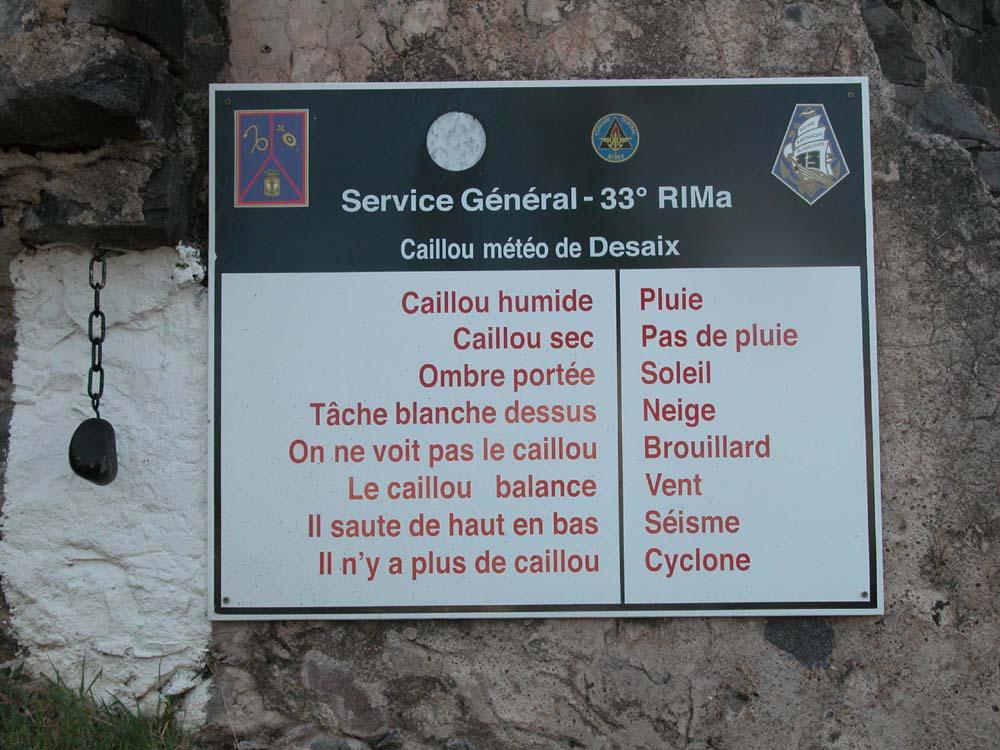 Service Général - 33° RIMa
Caillou météo de Desaix
Caillou humide Pluie
Caillou sec Pas de pluie
Ombre portée Soleil
Tâche blanche dessus Neige
On ne voit pas le caillou Brouillard
Le caillou balance Vent
Il saute de haut en bas Séisme
Il n'y a plus de caillou Cyclone